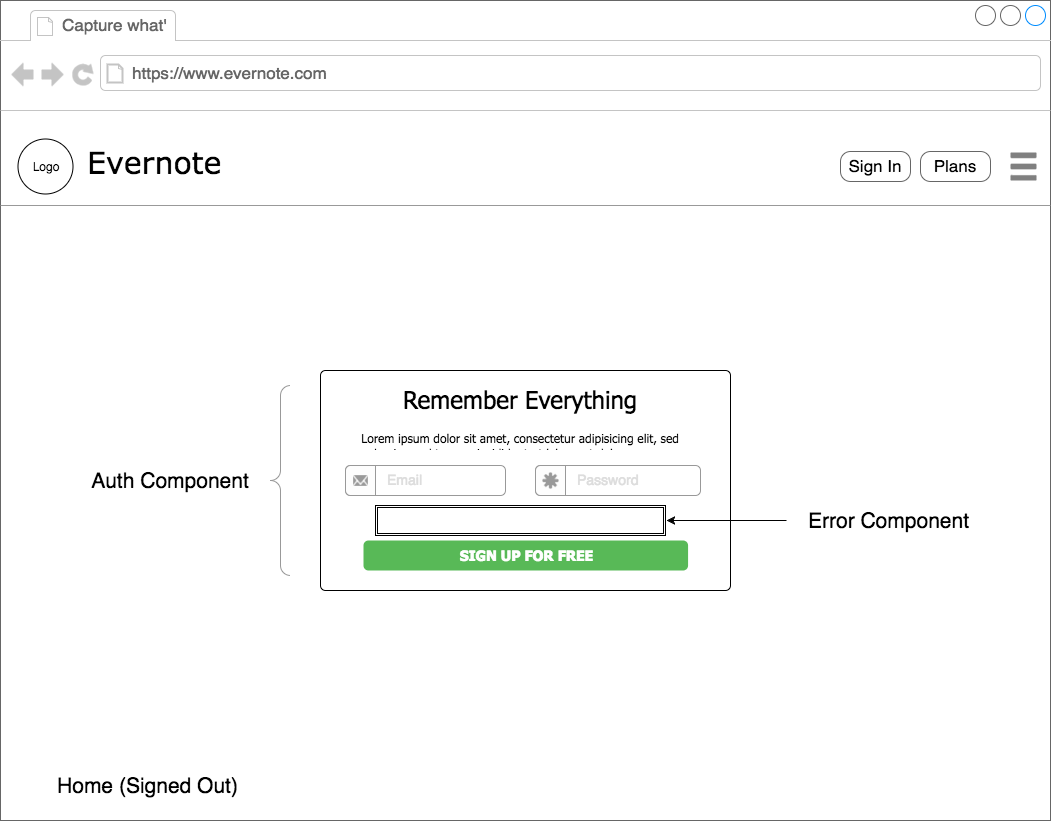 Capture what'
https://www.evernote.com
Logo
Evernote
Sign In
Plans
Remember Everything
Lorem ipsum dolor sit amet, consectetur adipisicing elit, sed
Email
Password
Auth Component
Error Component
SIGN UP FOR FREE
Home (Signed Out)